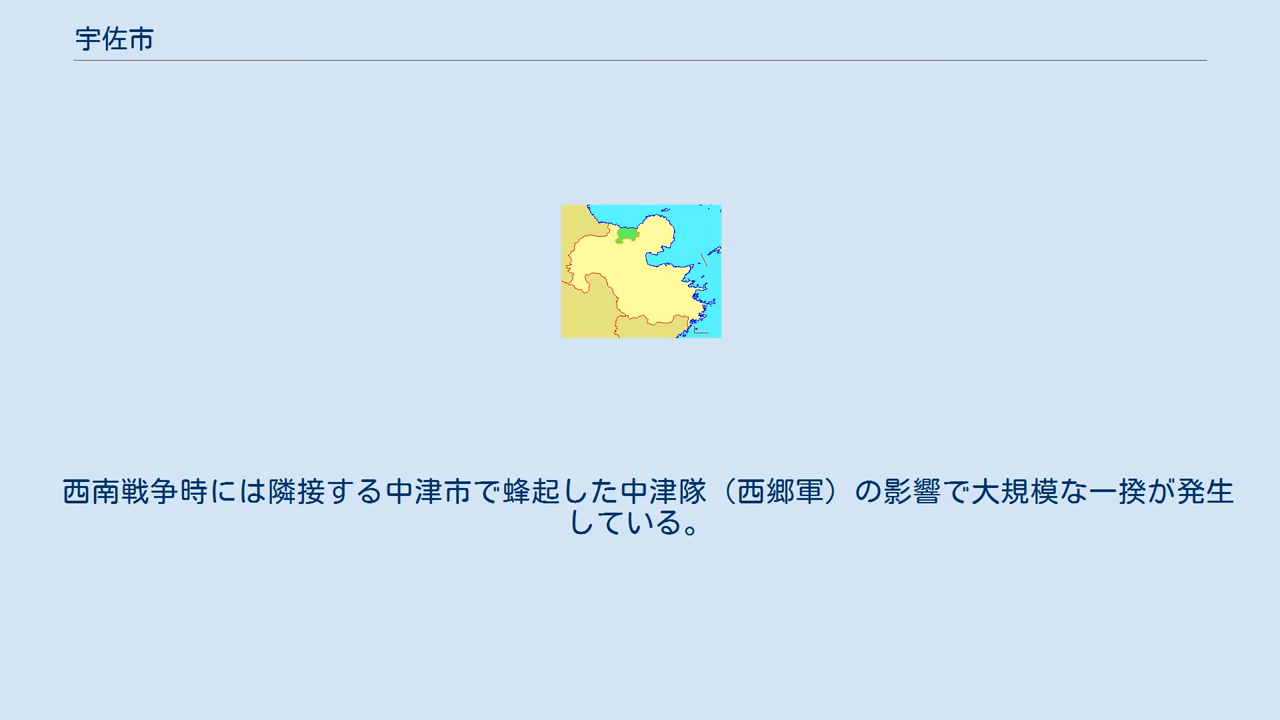 宇佐市
西南戦争時には隣接する中津市で蜂起した中津隊（西郷軍）の影響で大規模な一揆が発生
している。